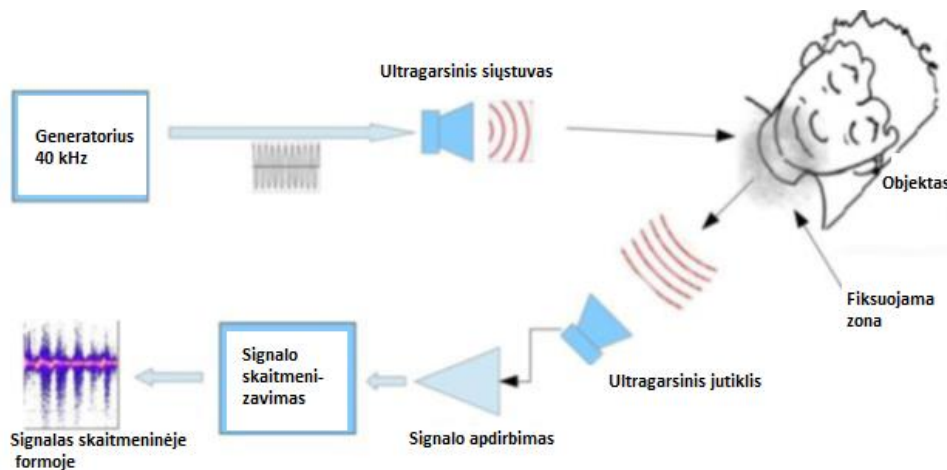 Ultragarsinis siųstuvas
Generatorius
40 kHz
Objektas
Fiksuojama
zona
Signalo
skaitmeni-
zavimas
Ultragarsinis jutiklis
Signalo apdirbimas
Signalas skaitmeninėje
formoje